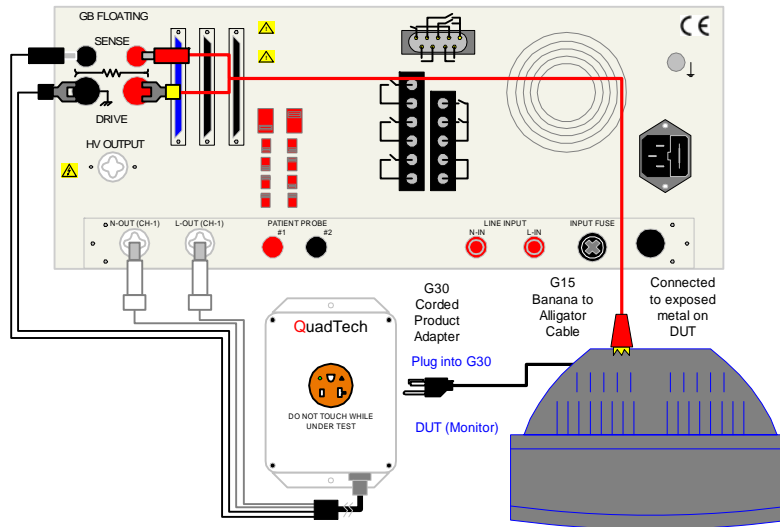 GB FLOATING
SENSE
DRIVE
HV OUTPUT
CE
N-OUT (CH-1)
L-OUT (CH-1)
PATIENT PROBE
#1
#2
LINE INPUT
N-IN
L-IN
INPUT FUSE
QuadTech
DO NOT TOUCH WHILE
UNDER TEST
G30
Corded
Product
Adapter
Plug into G30
DUT (Monitor)
G15
Banana to
Alligator
Cable
Connected
to exposed
metal on
DUT